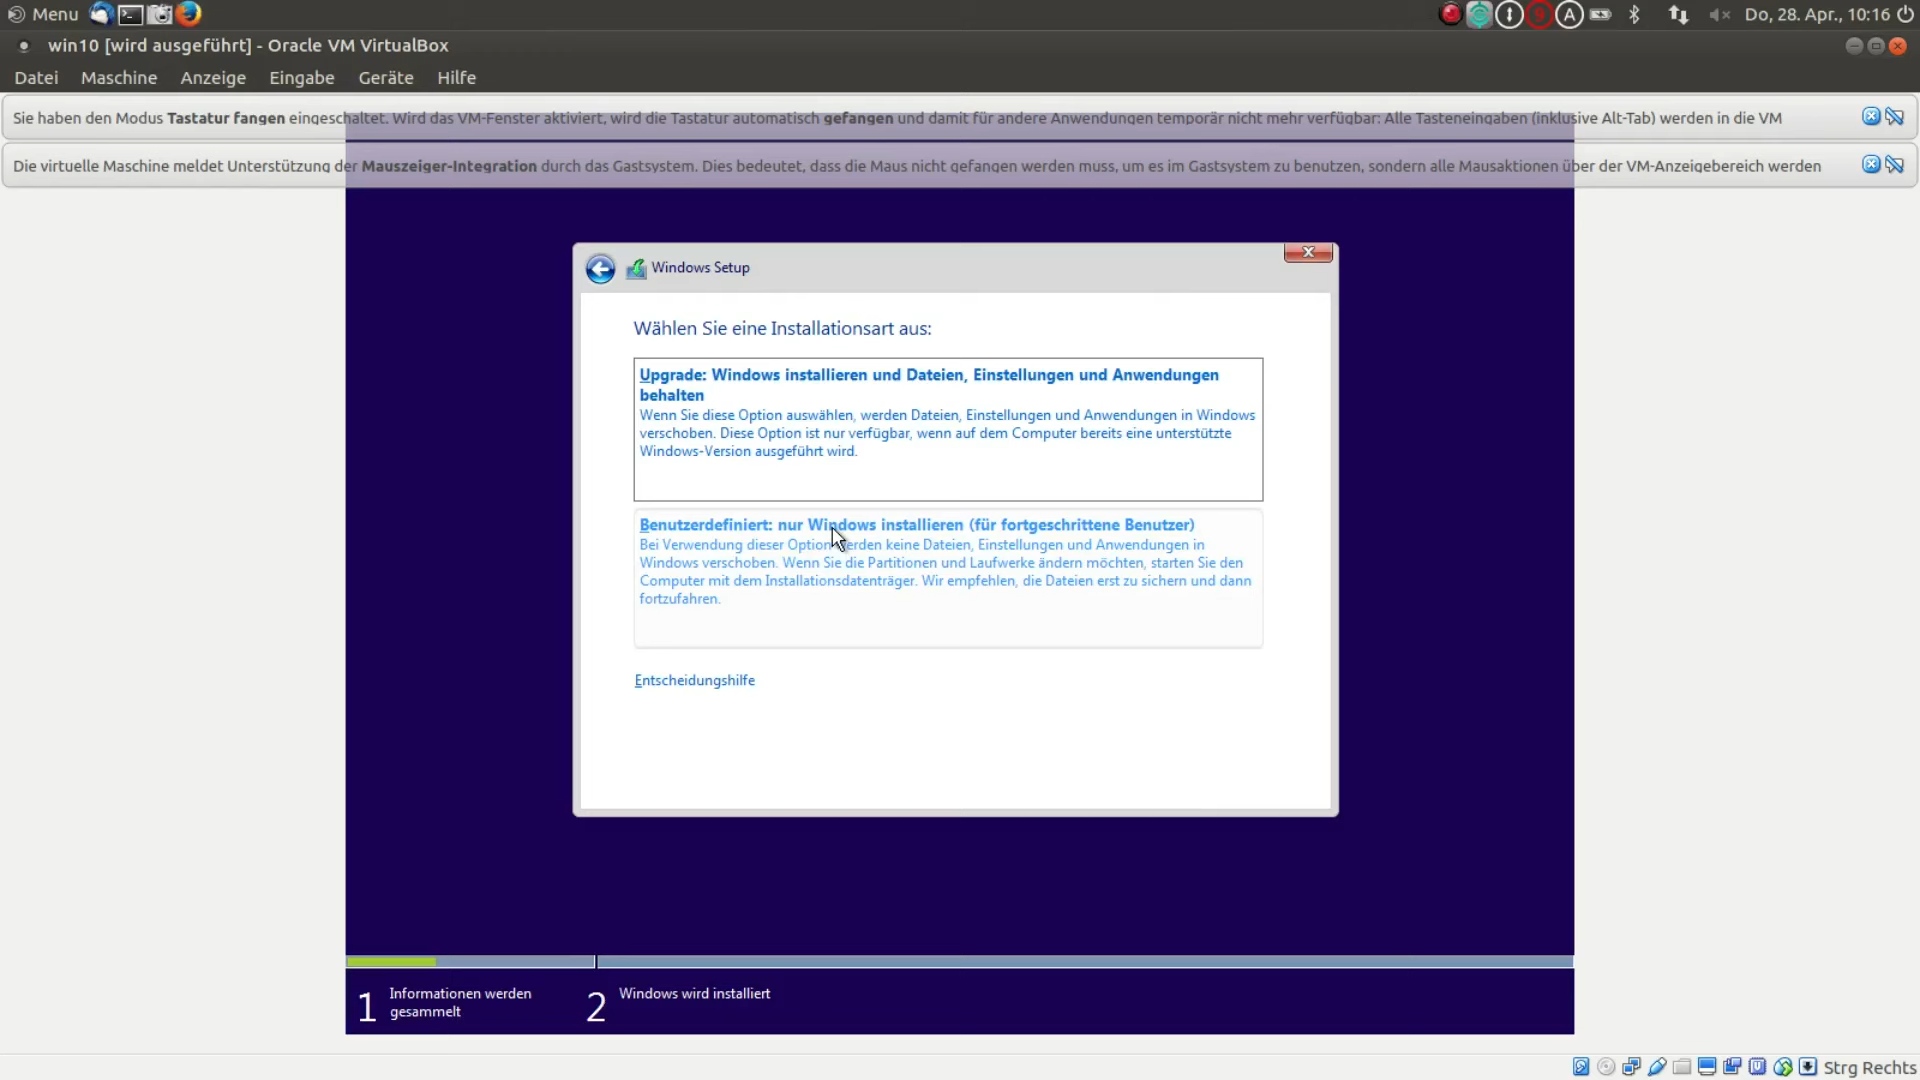 Menu
Do, 28. Apr., 10:16
win10 [wird ausgeführt] - Oracle VM VirtualBox
Datei Maschine Anzeige Eingabe Geräte Hilfe
Sie haben den Modus Tastatur fangen eingeschaltet. Wird das VM-Fenster aktiviert, wird die Tastatur automatisch gefangen und damit für andere Anwendungen temporär nicht mehr verfügbar: Alle Tasteneingaben (inklusive Alt-Tab) werden in die VM
Die virtuelle Maschine meldet Unterstützung der Mauszeiger-Integration durch das Gastsystem. Dies bedeutet, dass die Maus nicht gefangen werden muss, um es im Gastsystem zu benutzen, sondern alle Mausaktionen über der VM-Anzeigebereich werden
Windows Setup
Wählen Sie eine Installationsart aus:
Upgrade: Windows installieren und Dateien, Einstellungen und Anwendungen
behalten
Wenn Sie diese Option auswählen, werden Dateien, Einstellungen und Anwendungen in Windows
verschoben. Diese Option ist nur verfügbar, wenn auf dem Computer bereits eine unterstützte
Windows-Version ausgeführt wird.
Benutzerdefiniert: nur Windows installieren (für fortgeschrittene Benutzer)
Bei Verwendung dieser Option werden keine Dateien, Einstellungen und Anwendungen in
Windows verschoben. Wenn Sie die Partitionen und Laufwerke ändern möchten, starten Sie den
Computer mit dem Installationsdatenträger. Wir empfehlen, die Dateien erst zu sichern und dann
fortzufahren.
Entscheidungshilfe
1 Informationen werden
gesammelt
2 Windows wird installiert
Strg Rechts